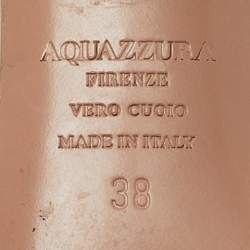 AQUAZZURA
FIRENZE
VERO CUOIO
MADE IN ITALY
38